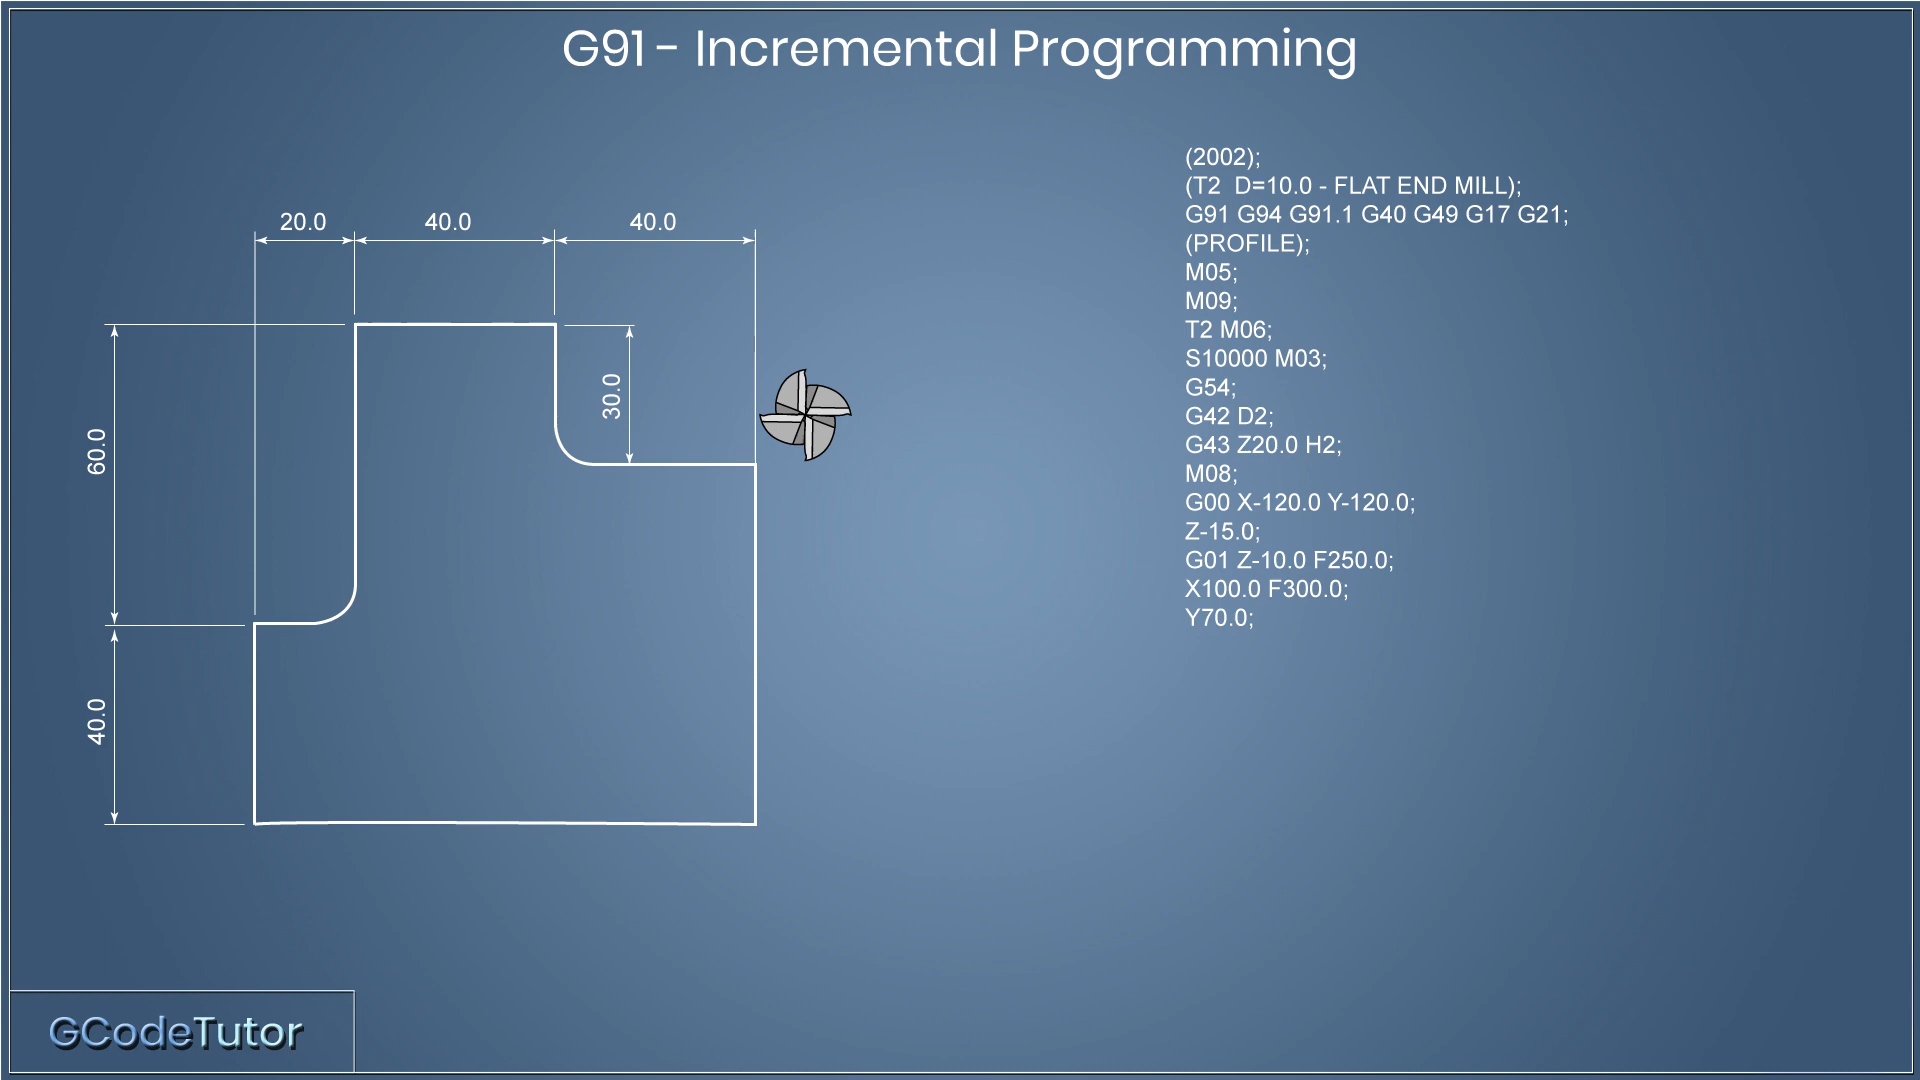 G91 - Incremental Programming
20.0
40.0
40.0
30.0
60.0
40.0
(2002);
(T2  D=10.0 - FLAT END MILL);
G91 G94 G91.1 G40 G49 G17 G21;
(PROFILE);
M05;
M09;
T2 M06;
S10000 M03;
G54;
G42 D2;
G43 Z20.0 H2;
M08;
G00 X-120.0 Y-120.0;
Z-15.0;
G01 Z-10.0 F250.0;
X100.0 F300.0;
Y70.0;
GCodeTutor